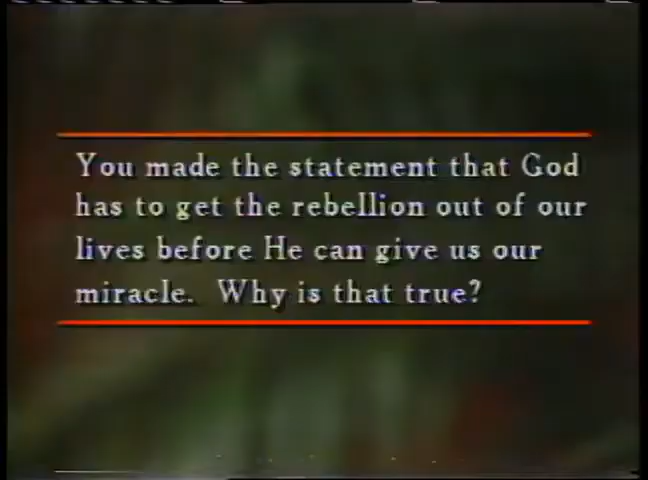 You made the statement that God
has to get the rebellion out of our
lives before He can give us our
miracle.  Why is that true?